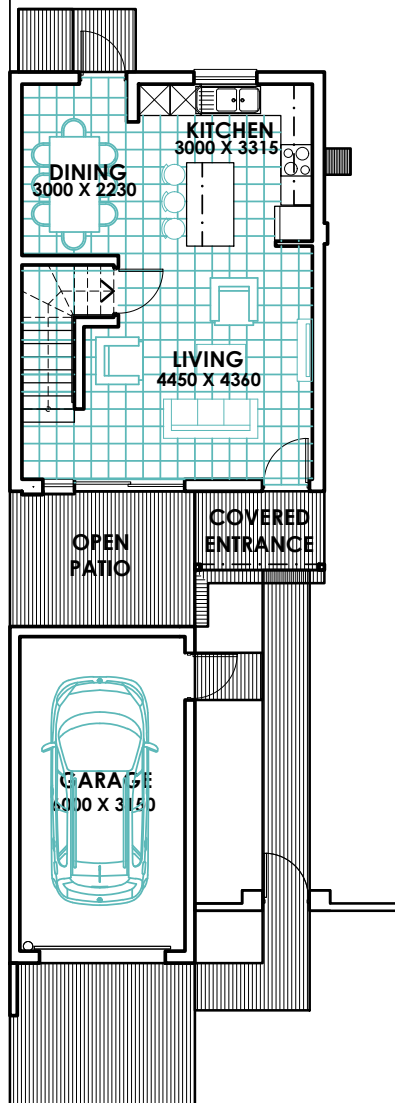 KITCHEN
3000 X 3315
DINING
3000 X 2230
LIVING
4450 X 4360
OPEN
PATIO
COVERED
ENTRANCE
GARAGE
6000 X 3150